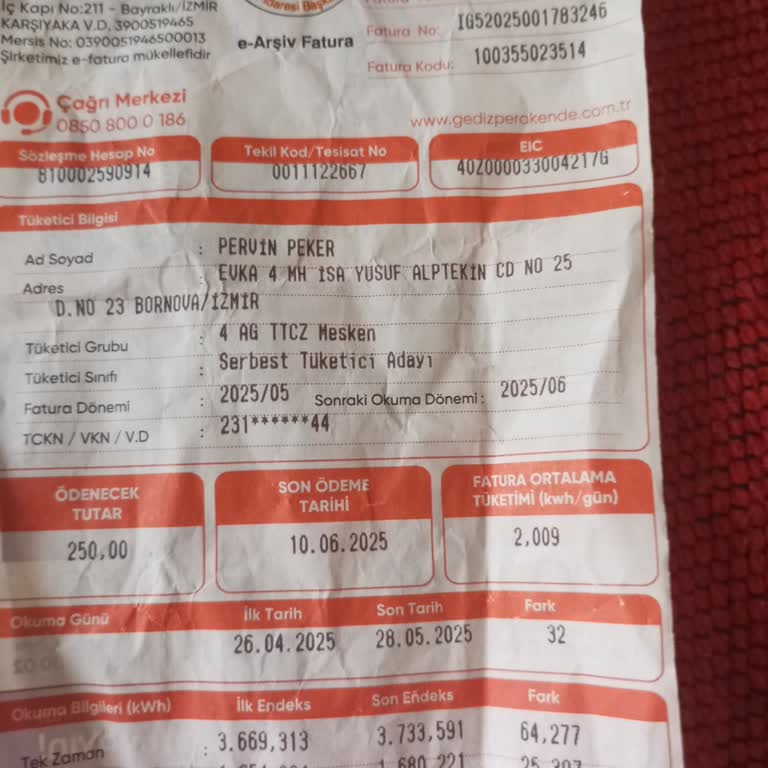 İç Kapı No:211 - Bayraklı/İZMİR
KARŞIYAKA V.D. 3900519465
Mersis No: 0390051946500013
Şirketimiz e-fatura mükellefidir
e-Arşiv Fatura
Fatura No: IG52025001783246
Fatura Kodu: 100355023514
Çağrı Merkezi
0850 800 0 186
www.gedizperakende.com.tr
Sözleşme Hesap No
810002590914
Tekil Kod/Tesisat No
0011122667
EIC
40Z000033004217G
Tüketici Bilgisi
Ad Soyad : PERVİN PEKER
Adres : EVKA 4 MH İSA YUSUF ALPTEKİN CD NO 25
D.NO 23 BORNOVA/İZMİR
Tüketici Grubu : 4 AG TTCZ Mesken
Tüketici Sınıfı : Serbest Tüketici Adayı
Fatura Dönemi : 2025/05 Sonraki Okuma Dönemi : 2025/06
TCKN / VKN / V.D : 231******44
ÖDENECEK
TUTAR
250,00
SON ÖDEME
TARİHİ
10.06.2025
FATURA ORTALAMA
TÜKETİMİ (kwh/gün)
2,009
Okuma Günü İlk Tarih Son Tarih Fark
26.04.2025 28.05.2025 32
Okuma Bilgileri (kWh) İlk Endeks Son Endeks Fark
Tek Zaman : 3.669,313 3.733,591 64,277
1.680,221 25,307